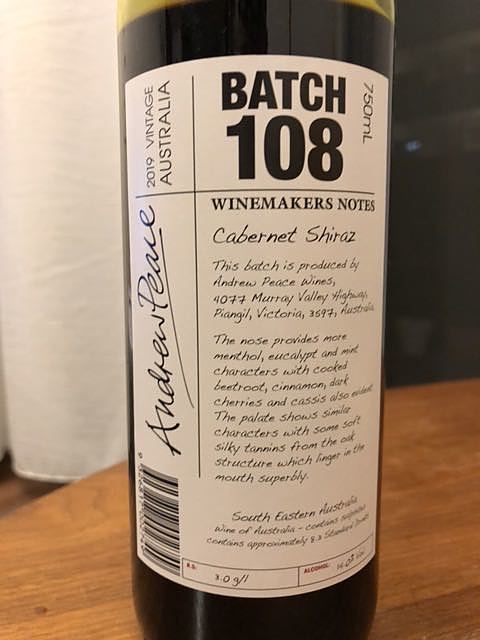 BATCH
108
750mL
2019 VINTAGE
AUSTRALIA
Andrew Peace
WINEMAKERS NOTES
Cabernet Shiraz
This batch is produced by
Andrew Peace Wines,
4077 Murray Valley Highway,
Piangil, Victoria, 3597, Australia
The nose provides more
menthol, eucalypt and mint
characters with cooked
beetroot, cinnamon, dark
cherries and cassis also evident
The palate shows similar
characters with some soft
silky tannins from the oak
structure which linger in the
mouth superbly.
South Eastern Australia
Wine of Australia - contains sulphites
contains approximately 8.3 Standard Drinks
R.S: 3.0 g/l
ALCOHOL: 14.0% Vol